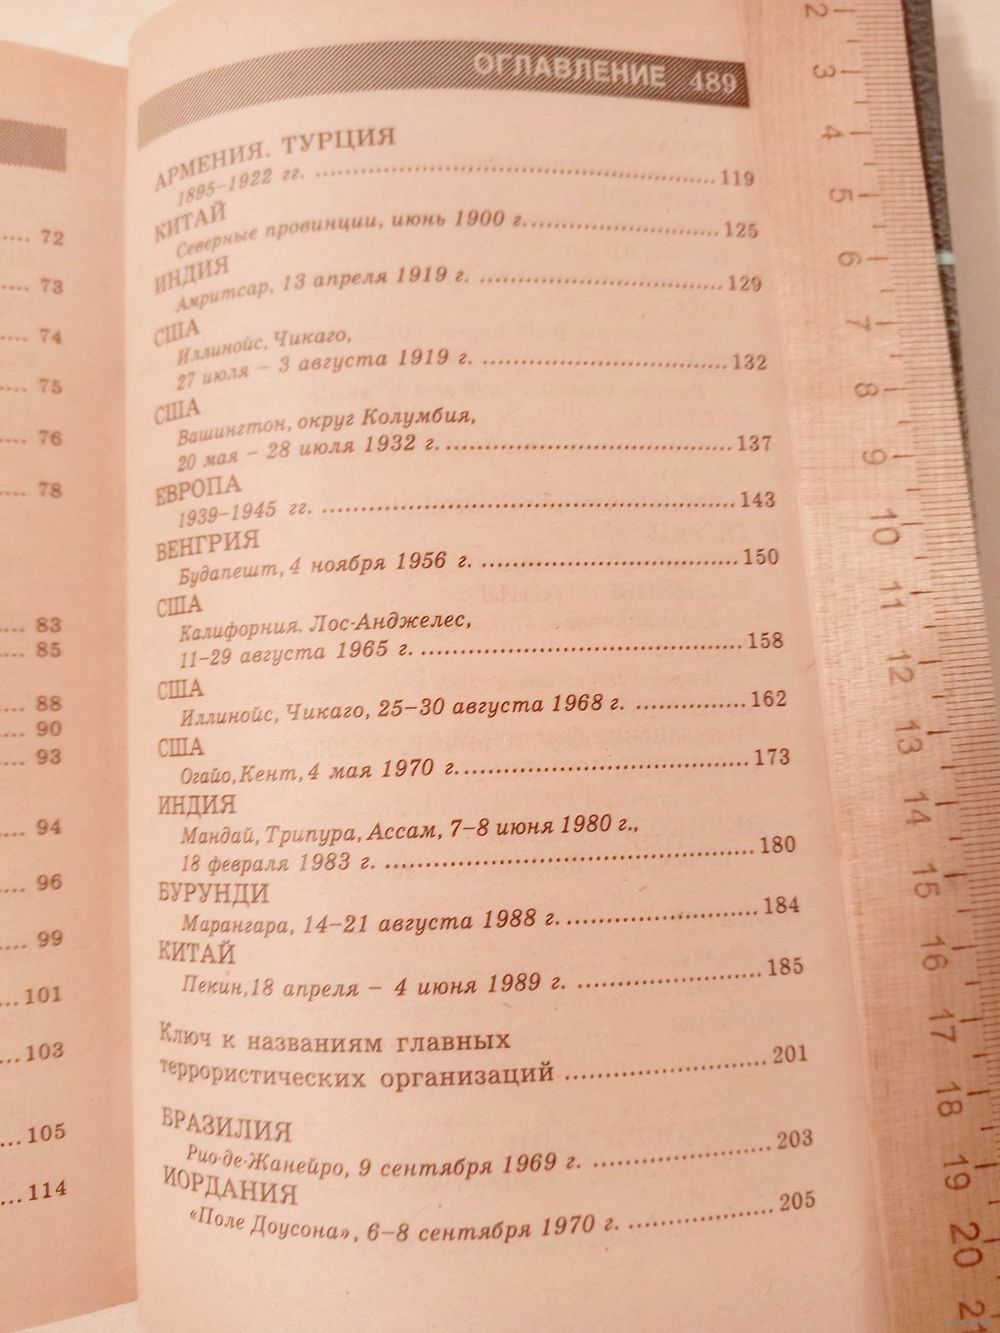 ОГЛАВЛЕНИЕ 489
АРМЕНИЯ. ТУРЦИЯ
1895–1922 гг. ........ 119
КИТАЙ
Северные провинции, июнь 1900 г. ........ 125
ИНДИЯ
Амритсар, 13 апреля 1919 г. ........ 129
США
Иллинойс, Чикаго,
27 июля – 3 августа 1919 г. ........ 132
США
Вашингтон, округ Колумбия,
20 мая – 28 июля 1932 г. ........ 137
ЕВРОПА
1939–1945 гг. ........ 143
ВЕНГРИЯ
Будапешт, 4 ноября 1956 г. ........ 150
США
Калифорния. Лос-Анджелес,
11–29 августа 1965 г. ........ 158
США
Иллинойс, Чикаго, 25–30 августа 1968 г. ........ 162
США
Огайо, Кент, 4 мая 1970 г. ........ 173
ИНДИЯ
Мандай, Трипура, Ассам, 7–8 июня 1980 г.,
18 февраля 1983 г. ........ 180
БУРУНДИ
Марангара, 14–21 августа 1988 г. ........ 184
КИТАЙ
Пекин, 18 апреля – 4 июня 1989 г. ........ 185
Ключ к названиям главных
террористических организаций ........ 201
БРАЗИЛИЯ
Рио-де-Жанейро, 9 сентября 1969 г. ........ 203
ИОРДАНИЯ
«Поле Доусона», 6–8 сентября 1970 г. ........ 205
.... 72
.... 73
.... 74
.... 75
.... 76
.... 78
.... 83
.... 85
.... 88
.... 90
.... 93
.... 94
.... 96
.... 99
...101
...103
...105
...114
2
3
4
5
6
7
8
9
10
11
12
13
14
15
16
17
18
19
20
21